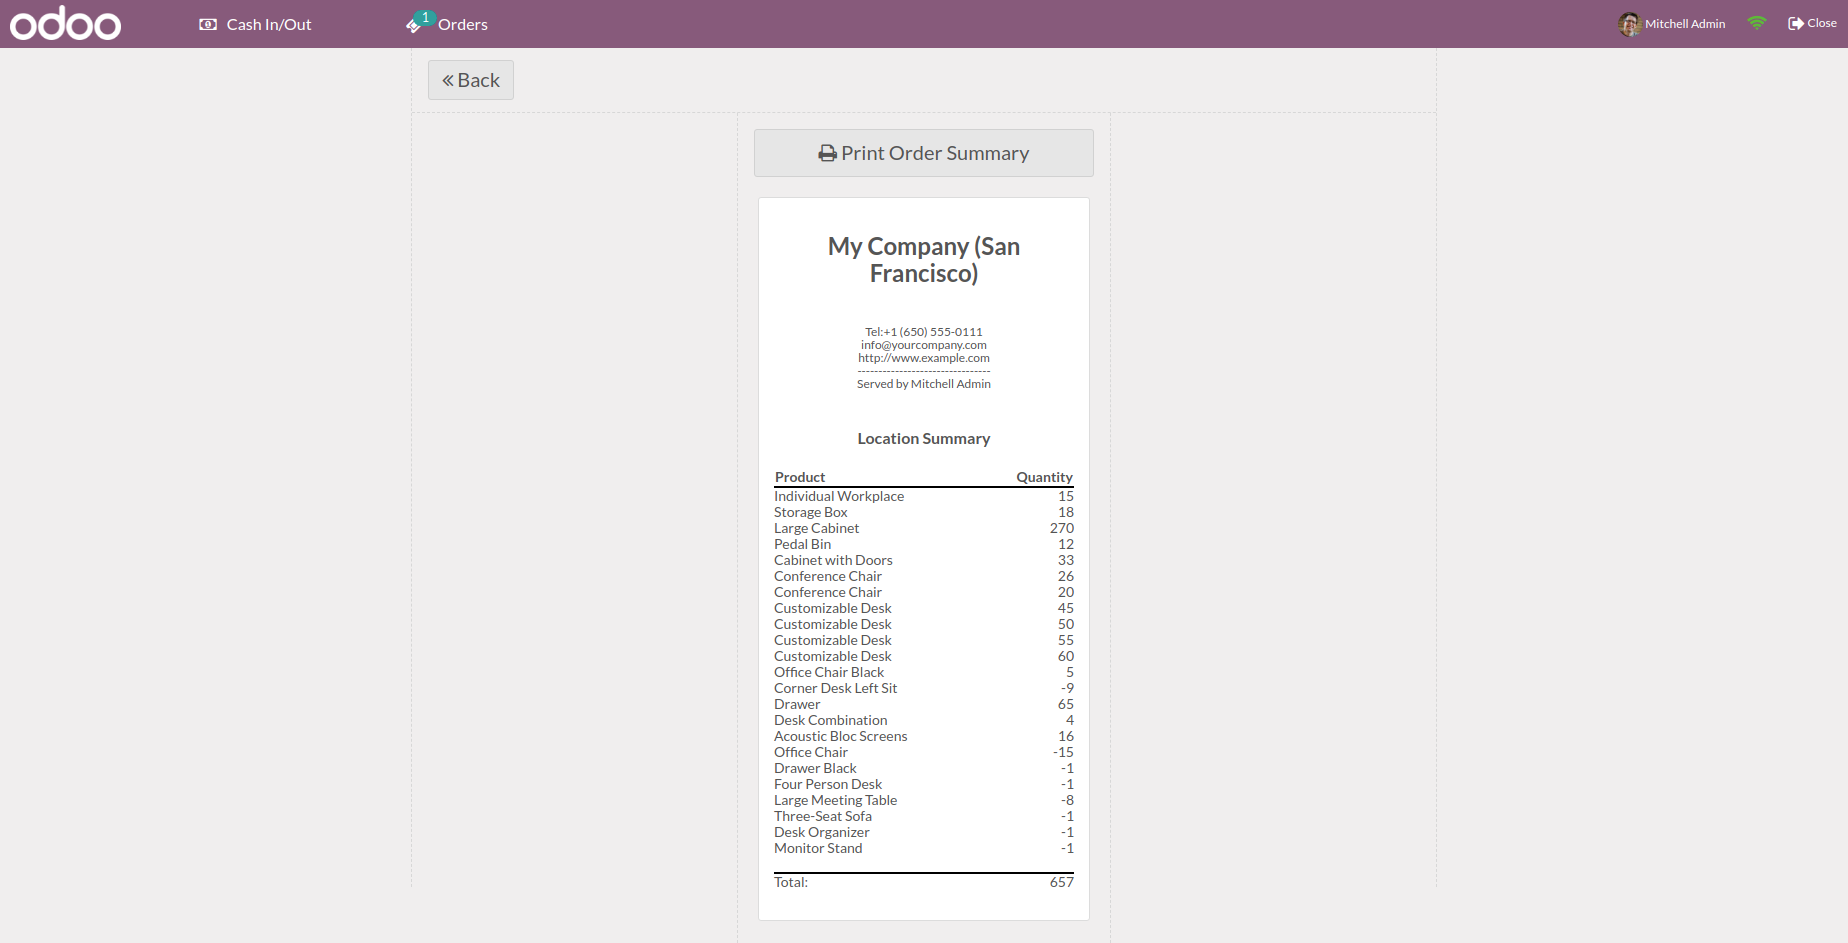 odoo Cash In/Out 1 Orders Mitchell Admin Close
Back
Print Order Summary
My Company (San
Francisco)
Tel:+1 (650) 555-0111
info@yourcompany.com
http://www.example.com
--------------------------------
Served by Mitchell Admin
Location Summary
Product Quantity
Individual Workplace 15
Storage Box 18
Large Cabinet 270
Pedal Bin 12
Cabinet with Doors 33
Conference Chair 26
Conference Chair 20
Customizable Desk 45
Customizable Desk 50
Customizable Desk 55
Customizable Desk 60
Office Chair Black 5
Corner Desk Left Sit -9
Drawer 65
Desk Combination 4
Acoustic Bloc Screens 16
Office Chair -15
Drawer Black -1
Four Person Desk -1
Large Meeting Table -8
Three-Seat Sofa -1
Desk Organizer -1
Monitor Stand -1
Total: 657